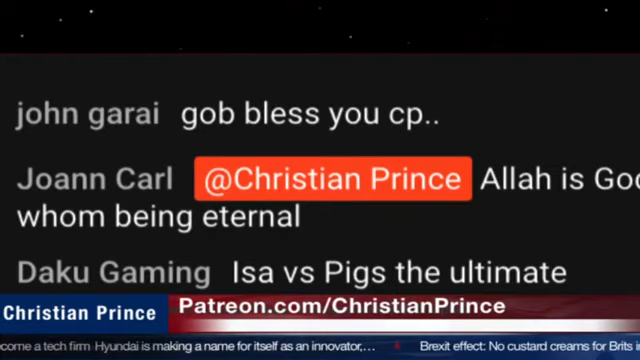 john garai gob bless you cp..
Joann Carl @Christian Prince Allah is God
whom being eternal
Daku Gaming Isa vs Pigs the ultimate
Christian Prince Patreon.com/ChristianPrince
ecome a tech firm Hyundai is making a name for itself as an innovator,... Brexit effect: No custard creams for Brits in